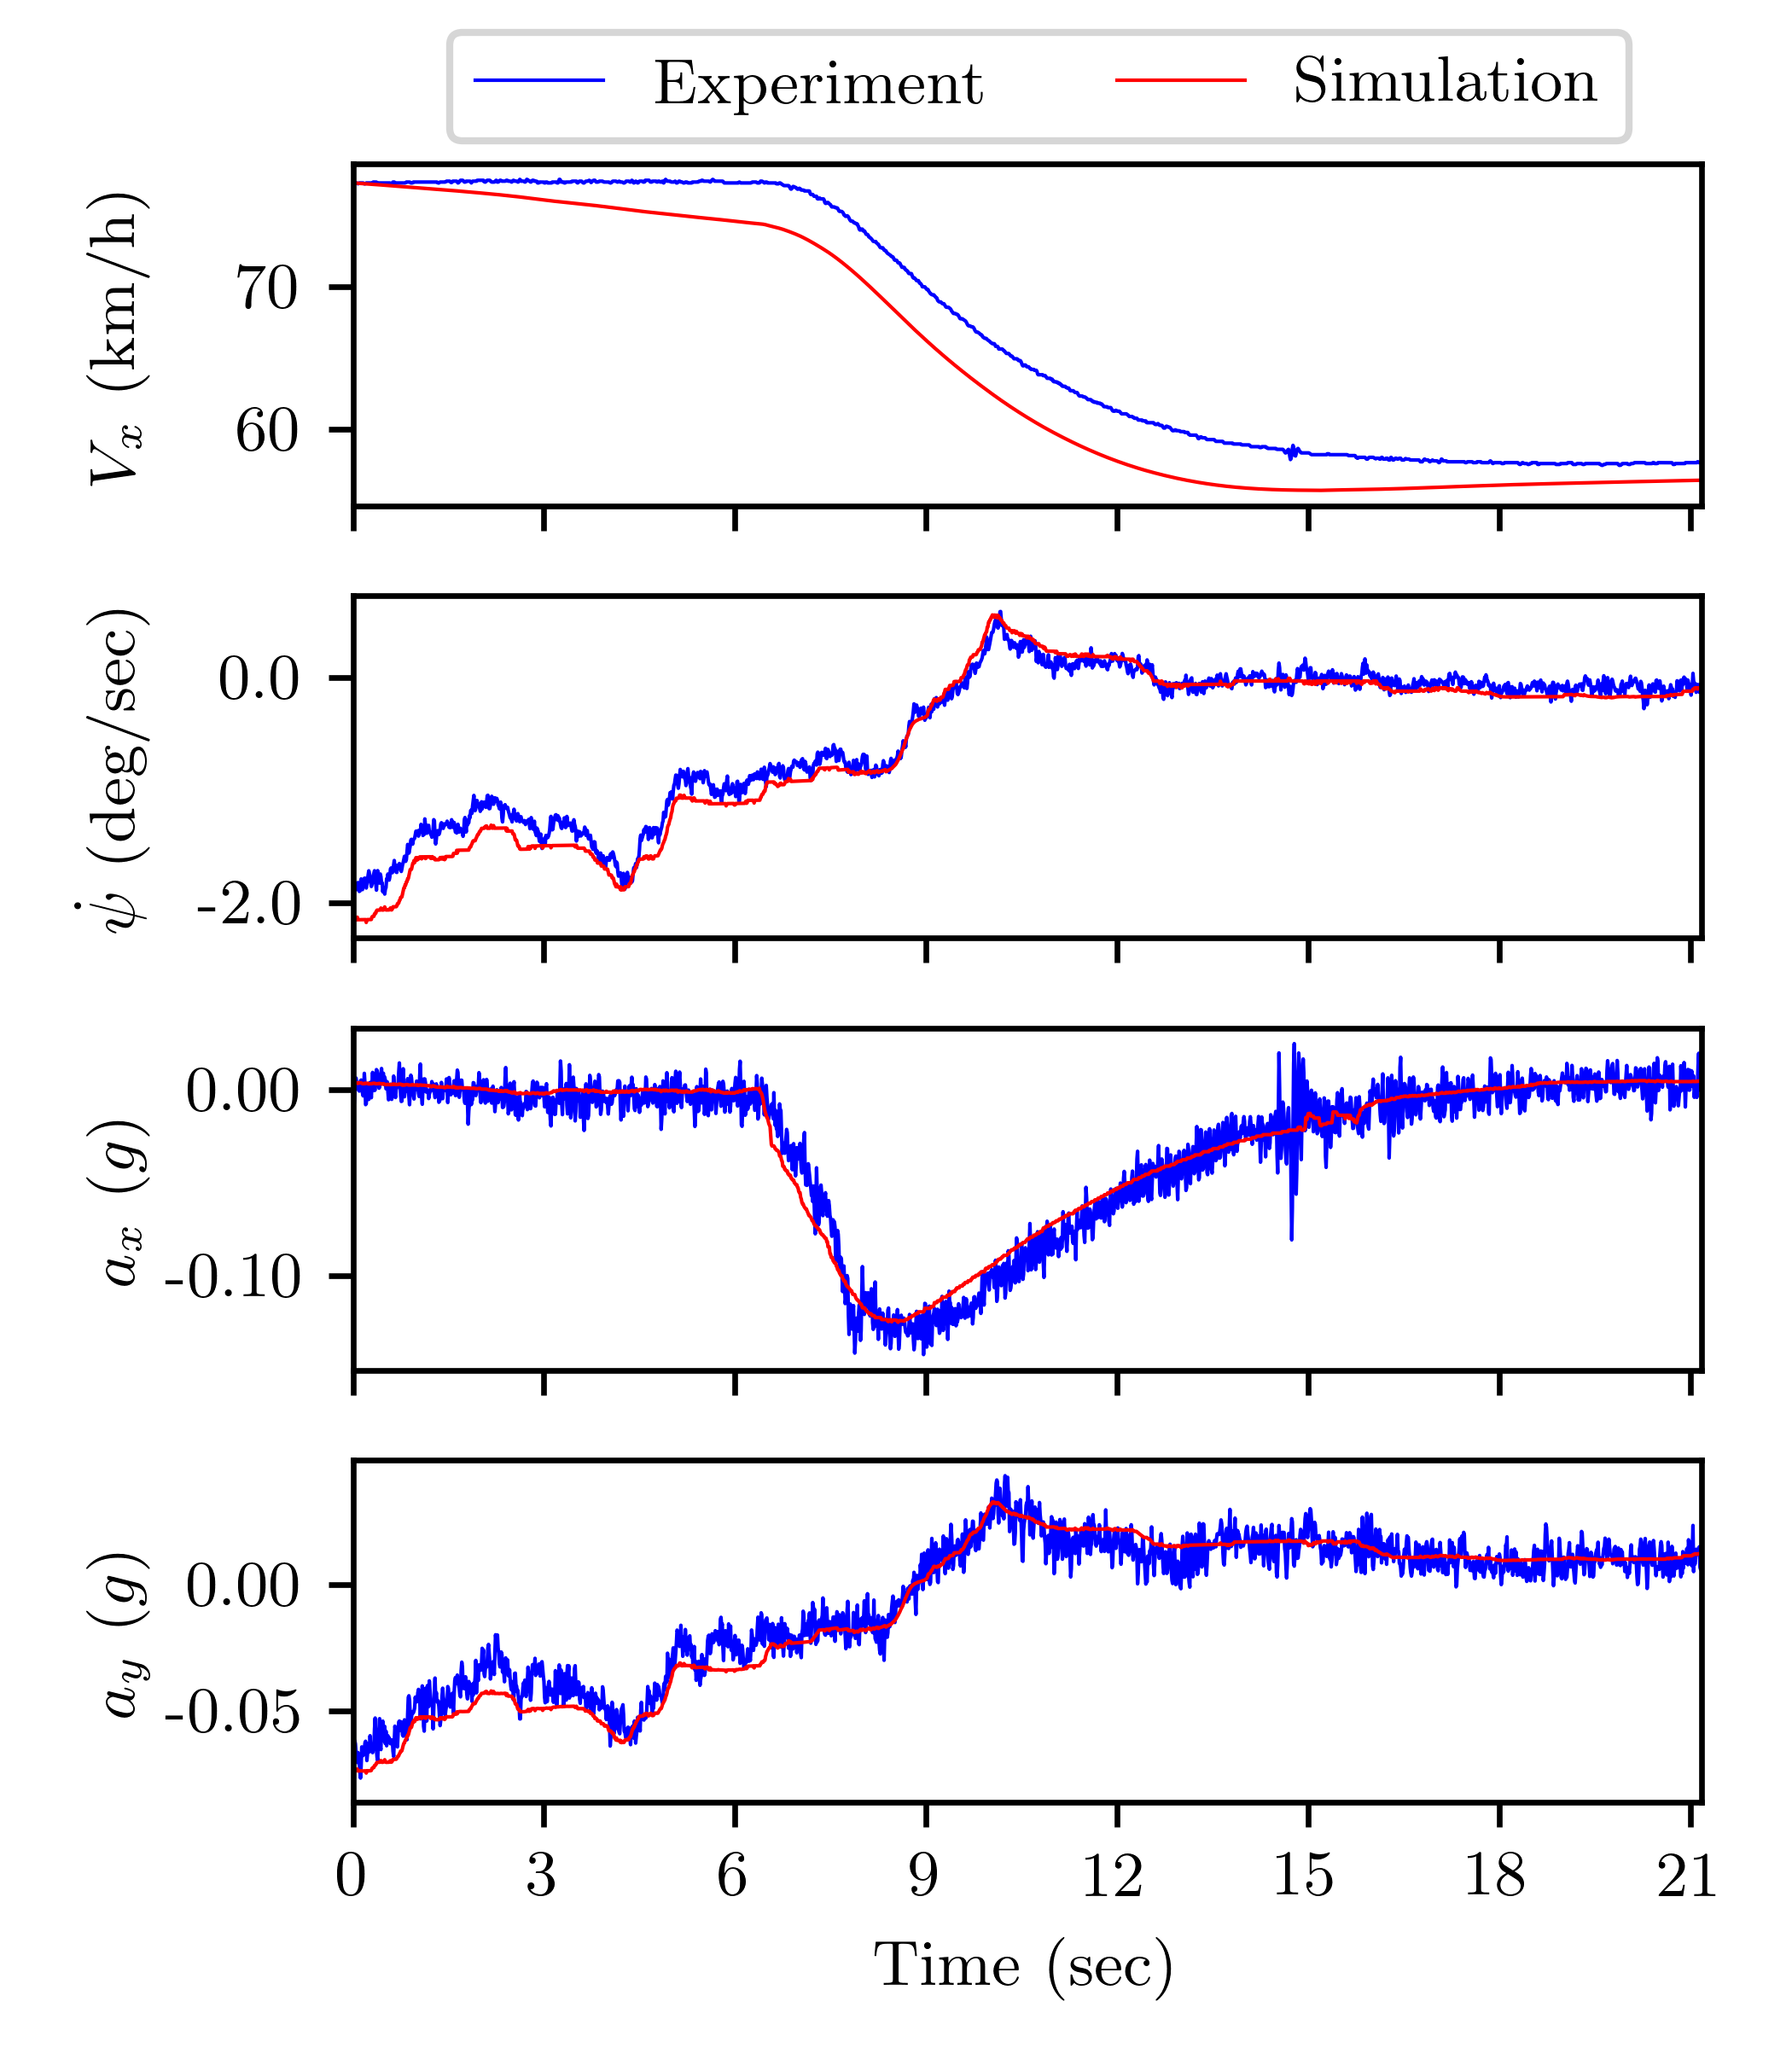 Experiment Simulation
Vx (km/h)
70
60
ψ̇ (deg/sec)
0.0
-2.0
ax (g)
0.00
-0.10
ay (g)
0.00
-0.05
0 3 6 9 12 15 18 21
Time (sec)